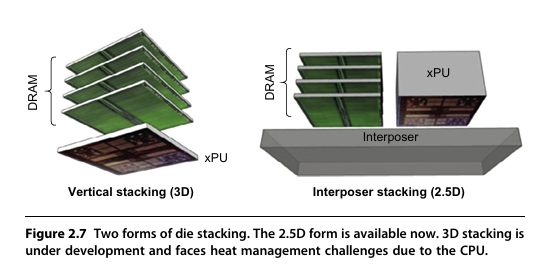 DRAM
xPU
Vertical stacking (3D)
DRAM
xPU
Interposer
Interposer stacking (2.5D)
Figure 2.7 Two forms of die stacking. The 2.5D form is available now. 3D stacking is
under development and faces heat management challenges due to the CPU.